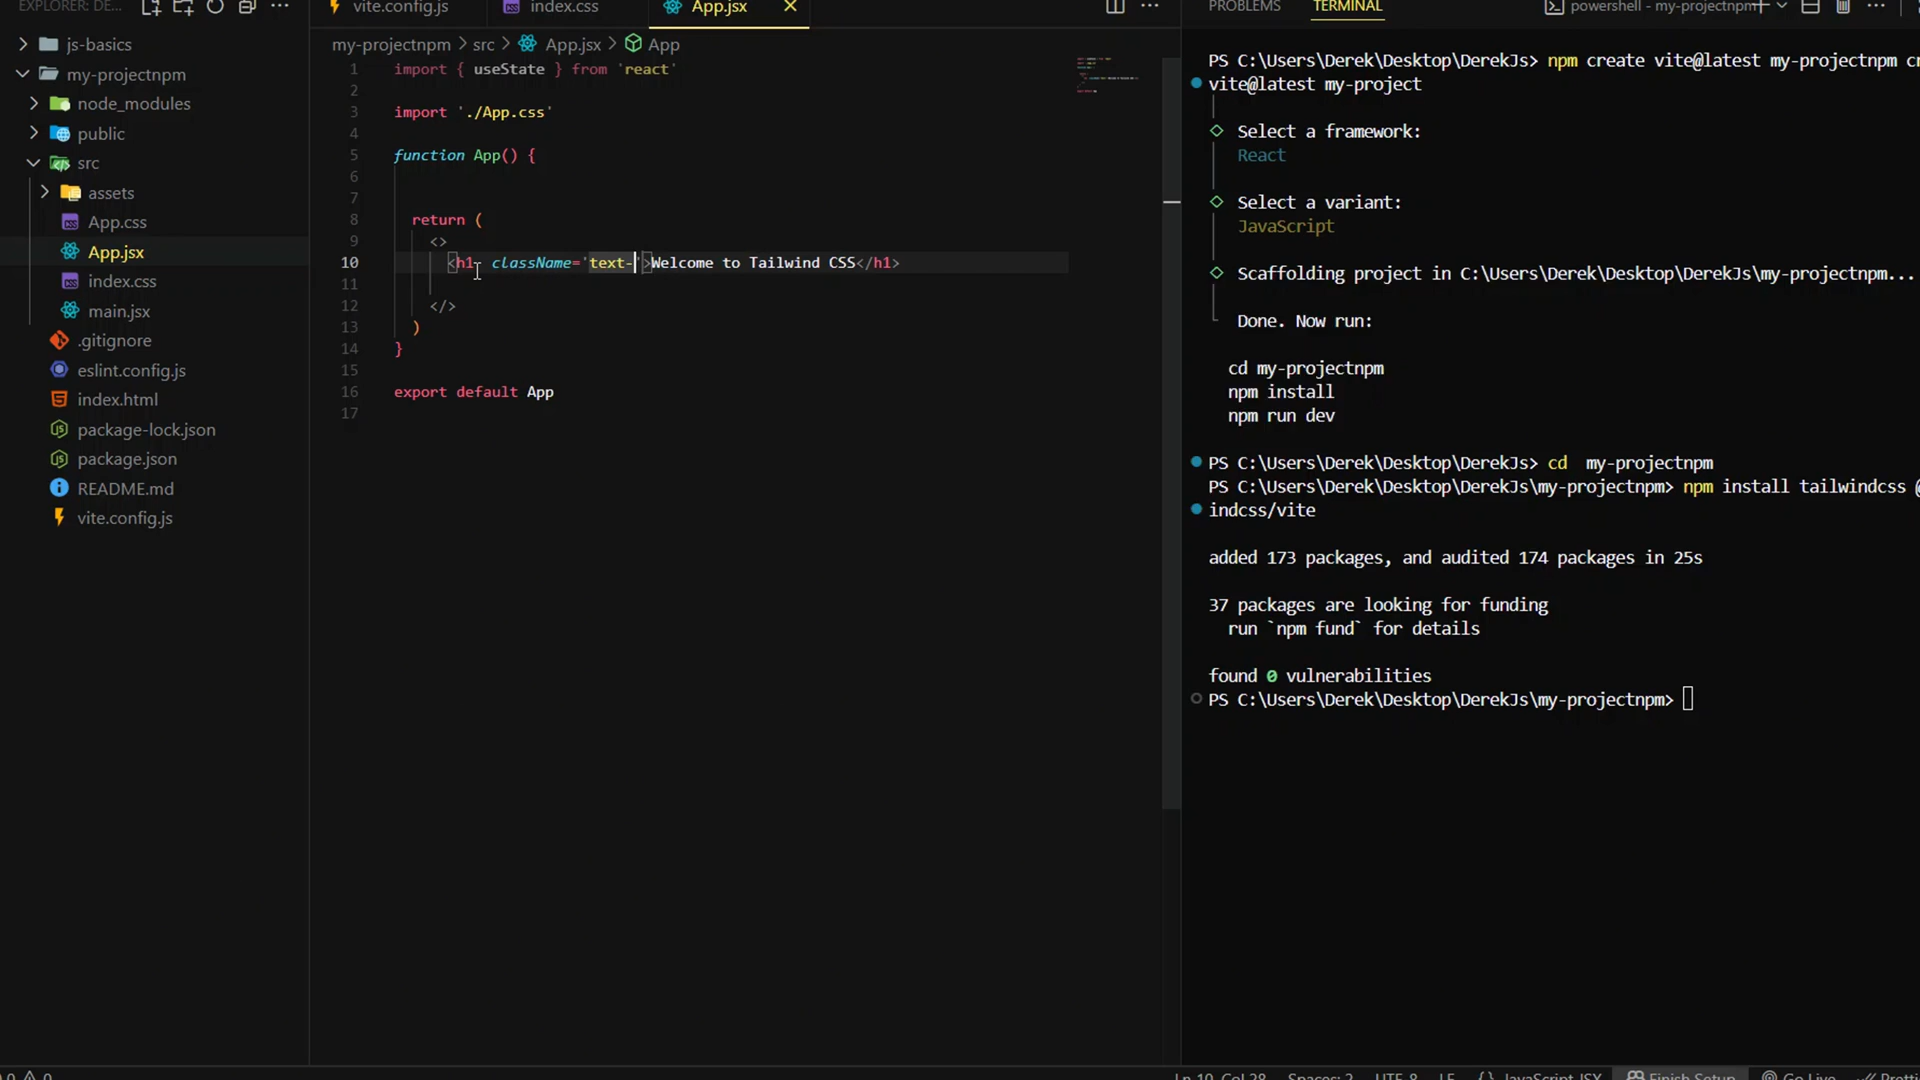 EXPLORER: DE...
js-basics
my-projectnpm
node_modules
public
src
assets
App.css
App.jsx
index.css
main.jsx
.gitignore
eslint.config.js
index.html
package-lock.json
package.json
README.md
vite.config.js
vite.config.js
index.css
App.jsx
my-projectnpm > src > App.jsx > App
1 import { useState } from 'react'
2
3 import './App.css'
4
5 function App() {
6
7
8 return (
9 <>
10 <h1 className='text-'>Welcome to Tailwind CSS</h1>
11
12 </>
13 )
14 }
15
16 export default App
17
PROBLEMS TERMINAL powershell - my-projectnpm
PS C:\Users\Derek\Desktop\DerekJs> npm create vite@latest my-projectnpm cr
vite@latest my-project
Select a framework:
React
Select a variant:
JavaScript
Scaffolding project in C:\Users\Derek\Desktop\DerekJs\my-projectnpm...
Done. Now run:
cd my-projectnpm
npm install
npm run dev
PS C:\Users\Derek\Desktop\DerekJs> cd my-projectnpm
PS C:\Users\Derek\Desktop\DerekJs\my-projectnpm> npm install tailwindcss @
indcss/vite
added 173 packages, and audited 174 packages in 25s
37 packages are looking for funding
run `npm fund` for details
found 0 vulnerabilities
PS C:\Users\Derek\Desktop\DerekJs\my-projectnpm>
0 0 Ln 10, Col 28 Spaces: 2 UTF-8 LF { } JavaScript JSX Finish Setup Go Live